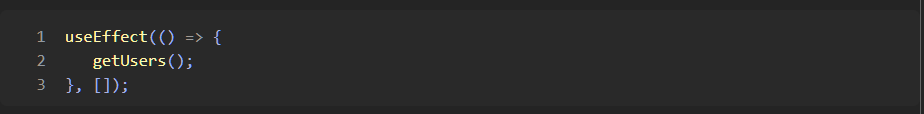 1 useEffect(() => {
2 getUsers();
3 }, []);